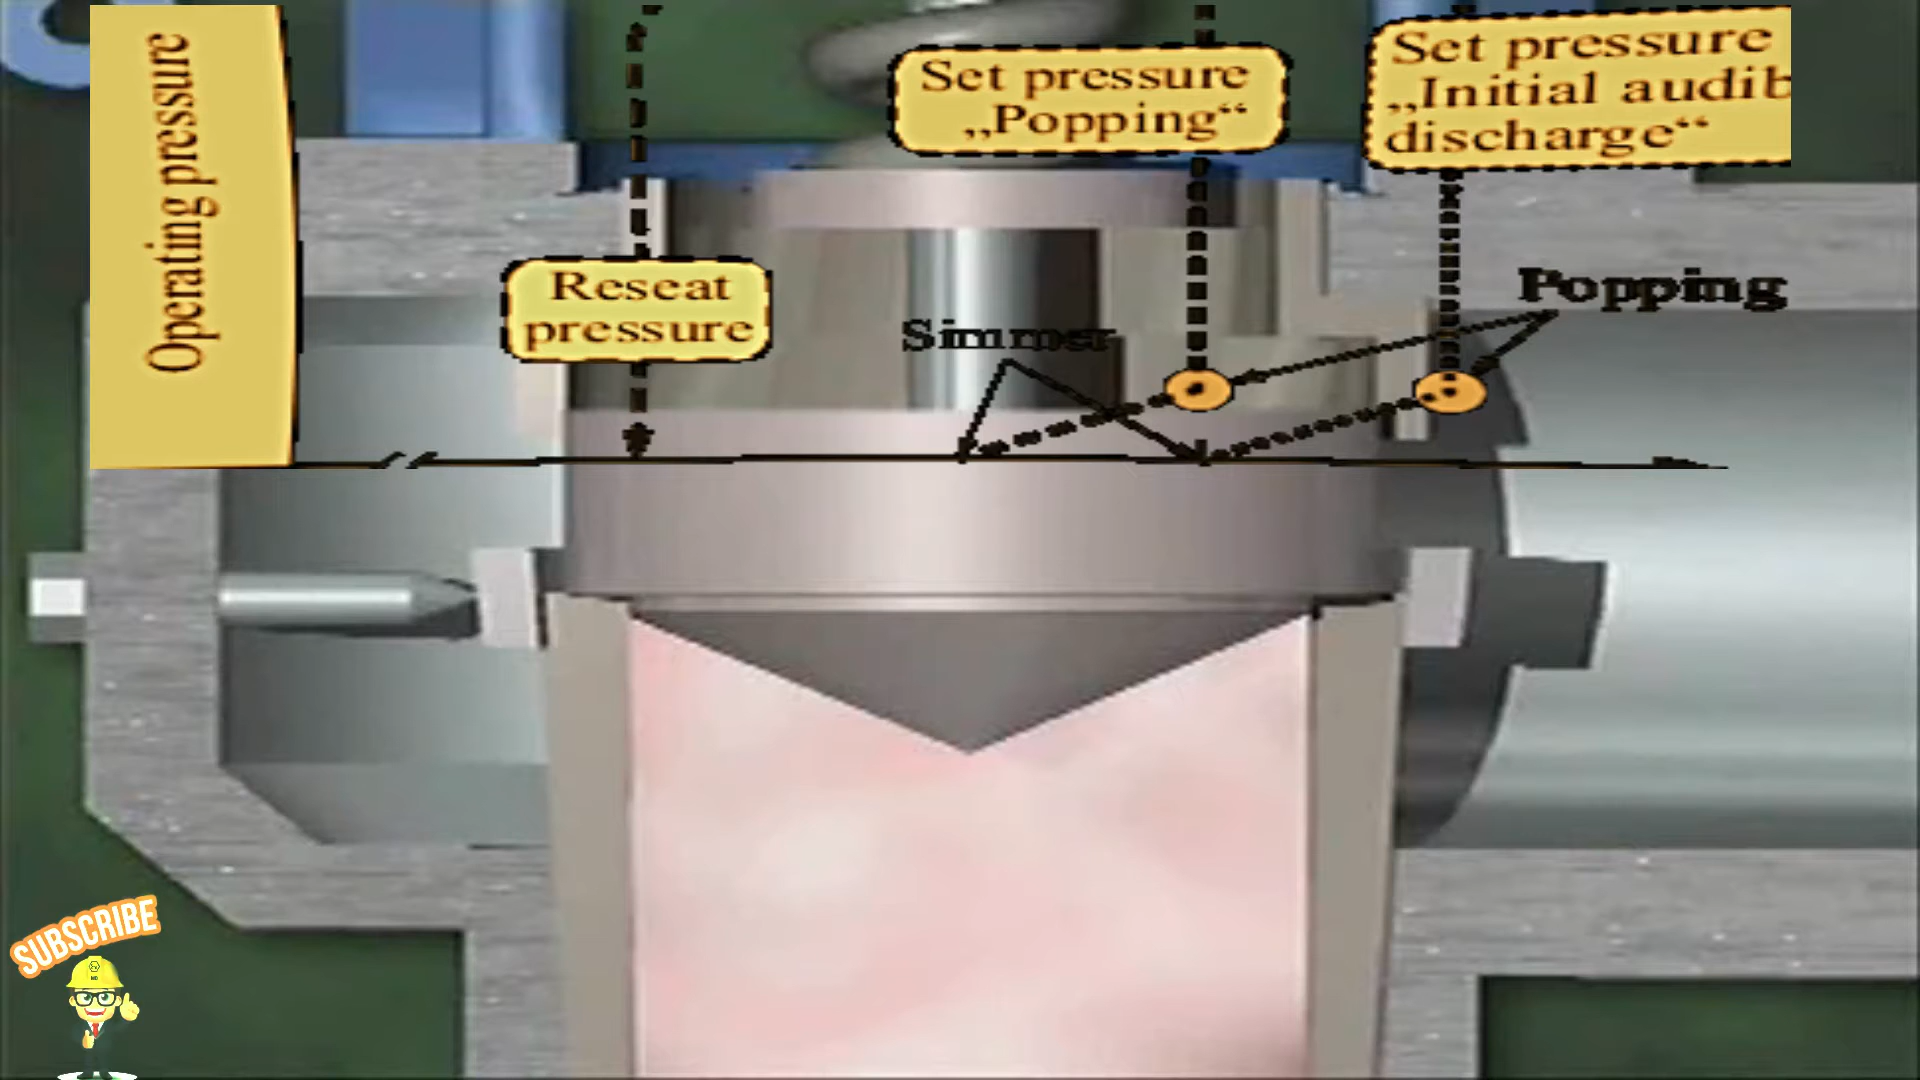 Operating pressure
Set pressure
„Popping“
Set pressure
„Initial audib
discharge“
Reseat
pressure
Simmer
Popping
SUBSCRIBE